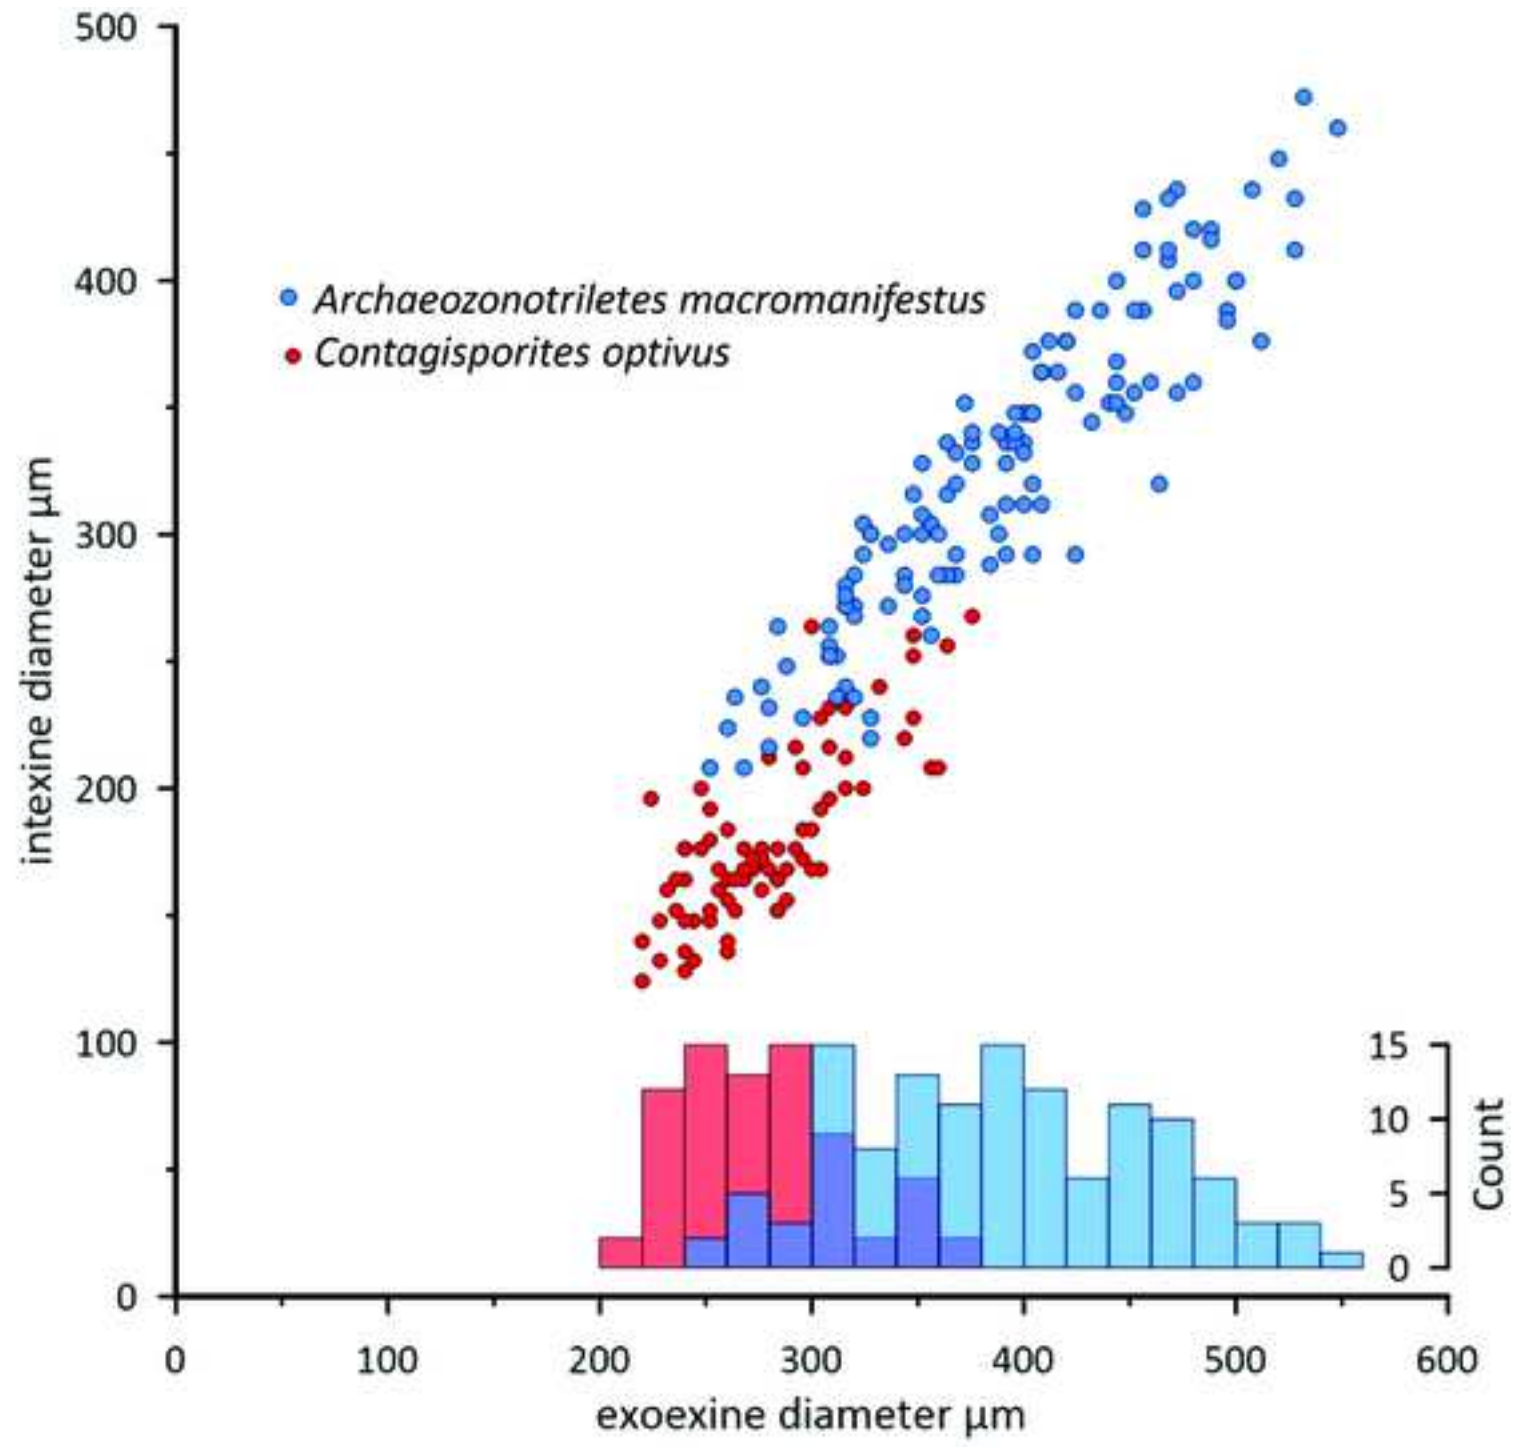 500
400
300
200
100
0
intexine diameter µm
Archaeozonotriletes macromanifestus
Contagisporites optivus
15
10
5
0
Count
0 100 200 300 400 500 600
exoexine diameter µm